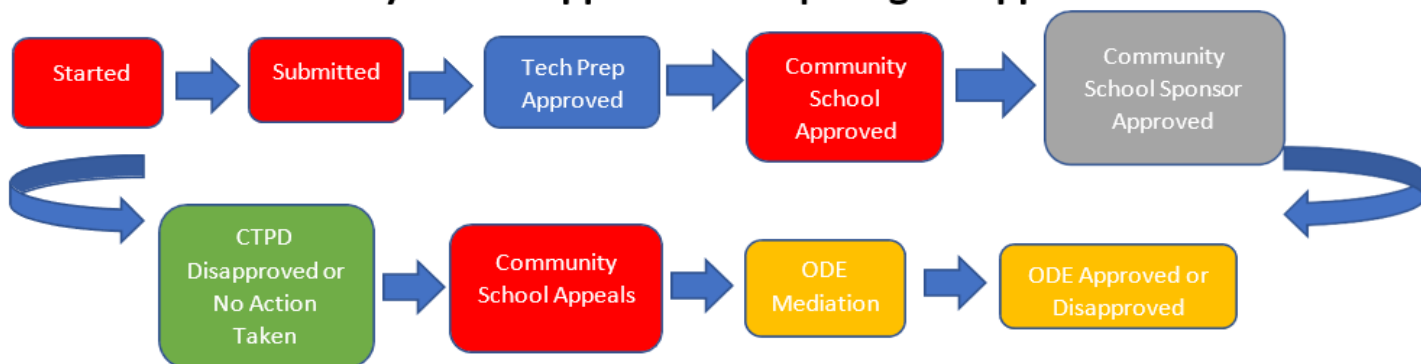 Started
Submitted
Tech Prep
Approved
Community
School
Approved
Community
School Sponsor
Approved
CTPD
Disapproved or
No Action
Taken
Community
School Appeals
ODE
Mediation
ODE Approved or
Disapproved